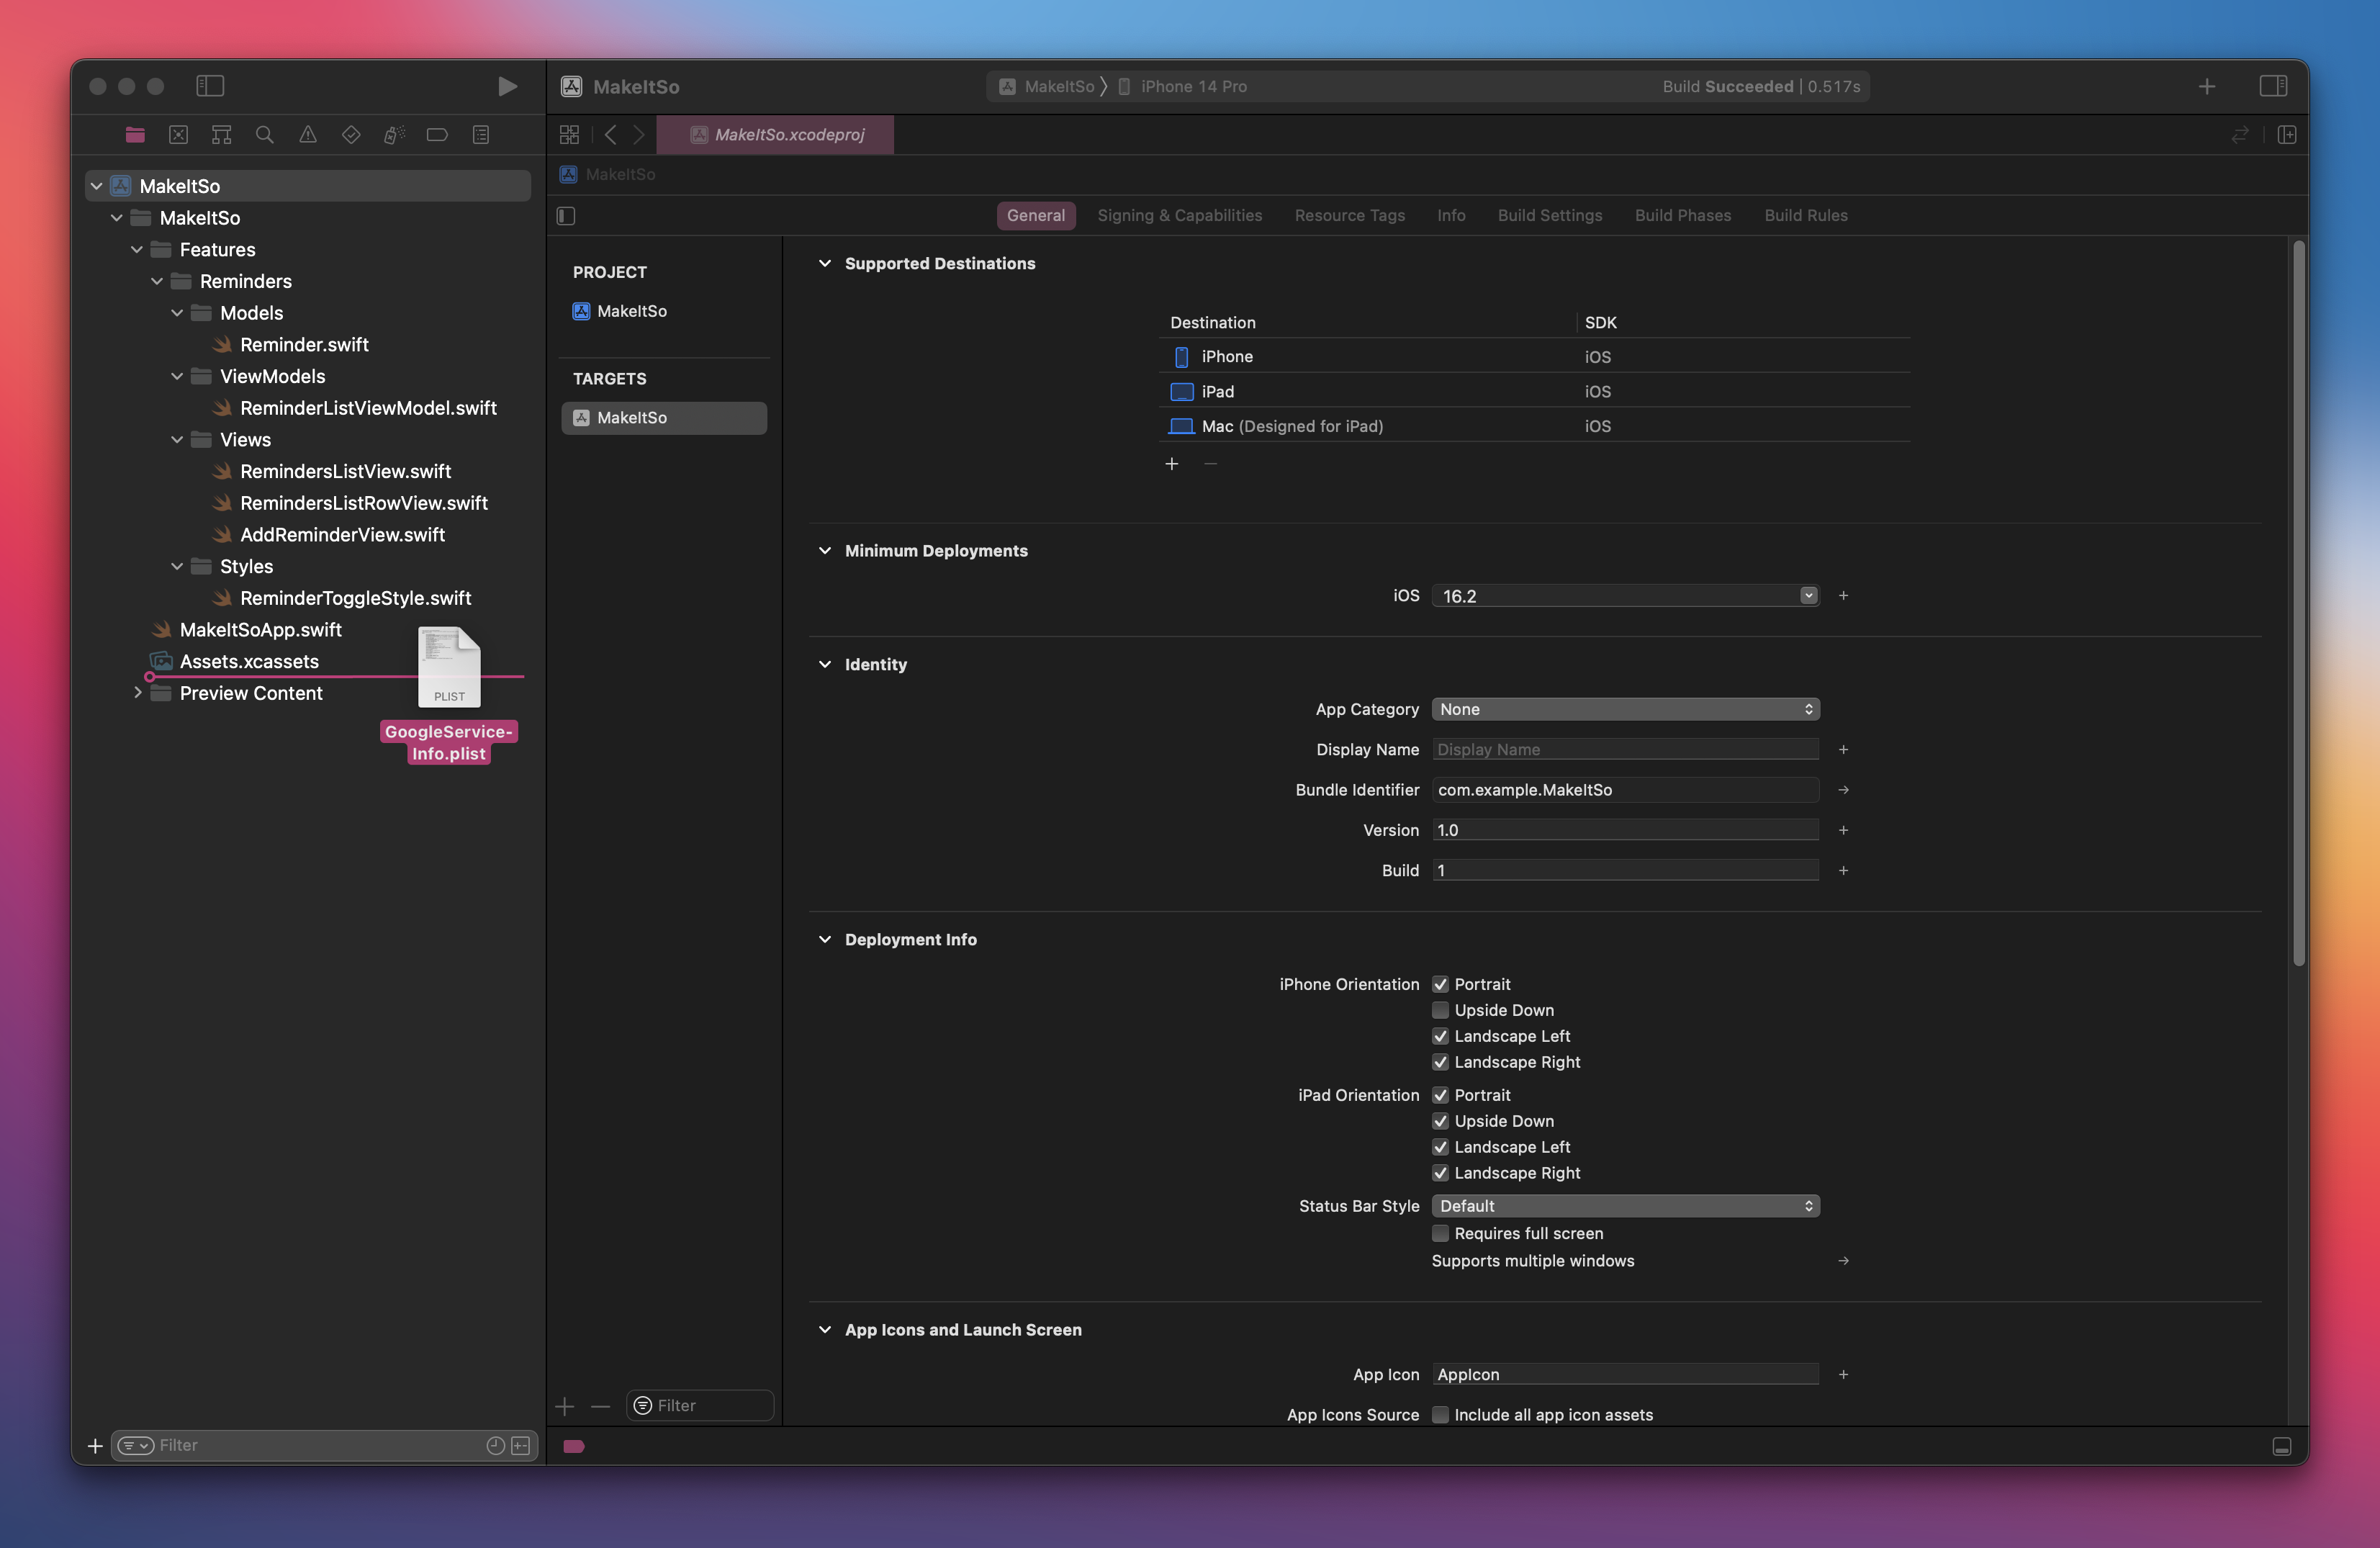 MakeItSo
MakeItSo
iPhone 14 Pro
Build Succeeded | 0.517s
MakeItSo.xcodeproj
MakeItSo
General
Signing & Capabilities
Resource Tags
Info
Build Settings
Build Phases
Build Rules
MakeItSo
MakeItSo
Features
Reminders
Models
Reminder.swift
ViewModels
ReminderListViewModel.swift
Views
RemindersListView.swift
RemindersListRowView.swift
AddReminderView.swift
Styles
ReminderToggleStyle.swift
MakeItSoApp.swift
Assets.xcassets
Preview Content
PLIST
GoogleService-
Info.plist
Filter
PROJECT
MakeItSo
TARGETS
MakeItSo
Filter
Supported Destinations
Destination SDK
iPhone iOS
iPad iOS
Mac (Designed for iPad) iOS
Minimum Deployments
iOS 16.2
Identity
App Category None
Display Name Display Name
Bundle Identifier com.example.MakeItSo
Version 1.0
Build 1
Deployment Info
iPhone Orientation Portrait
Upside Down
Landscape Left
Landscape Right
iPad Orientation Portrait
Upside Down
Landscape Left
Landscape Right
Status Bar Style Default
Requires full screen
Supports multiple windows
App Icons and Launch Screen
App Icon AppIcon
App Icons Source Include all app icon assets